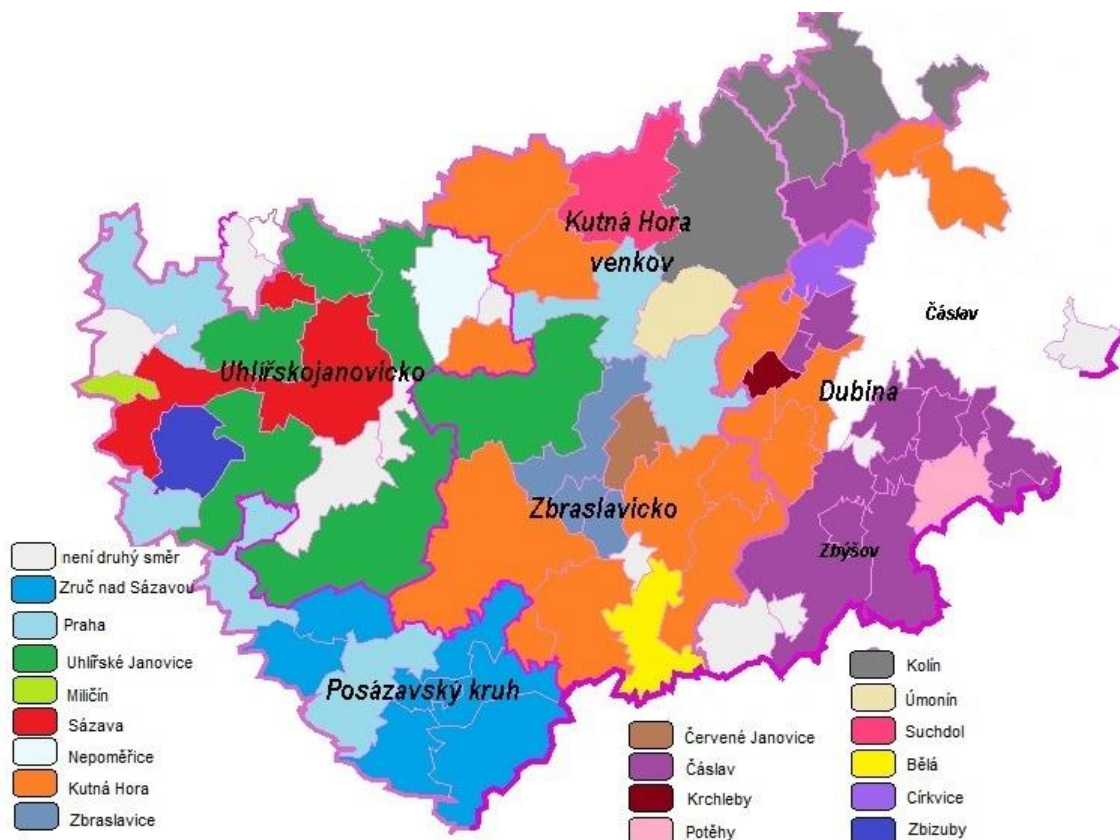 Kutná Hora
venkov
Čáslav
Uhlířskojanovicko
Dubina
Zbraslavicko
Zbýšov
Posázavský kruh
není druhý směr
Zruč nad Sázavou
Praha
Uhlířské Janovice
Miličín
Sázava
Nepoměřice
Kutná Hora
Zbraslavice
Červené Janovice
Čáslav
Krchleby
Potěhy
Kolín
Úmonín
Suchdol
Bělá
Církvice
Zbizuby